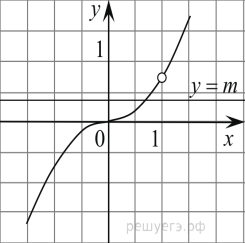 y
1
y = m
0 1 x
решуегэ.рф